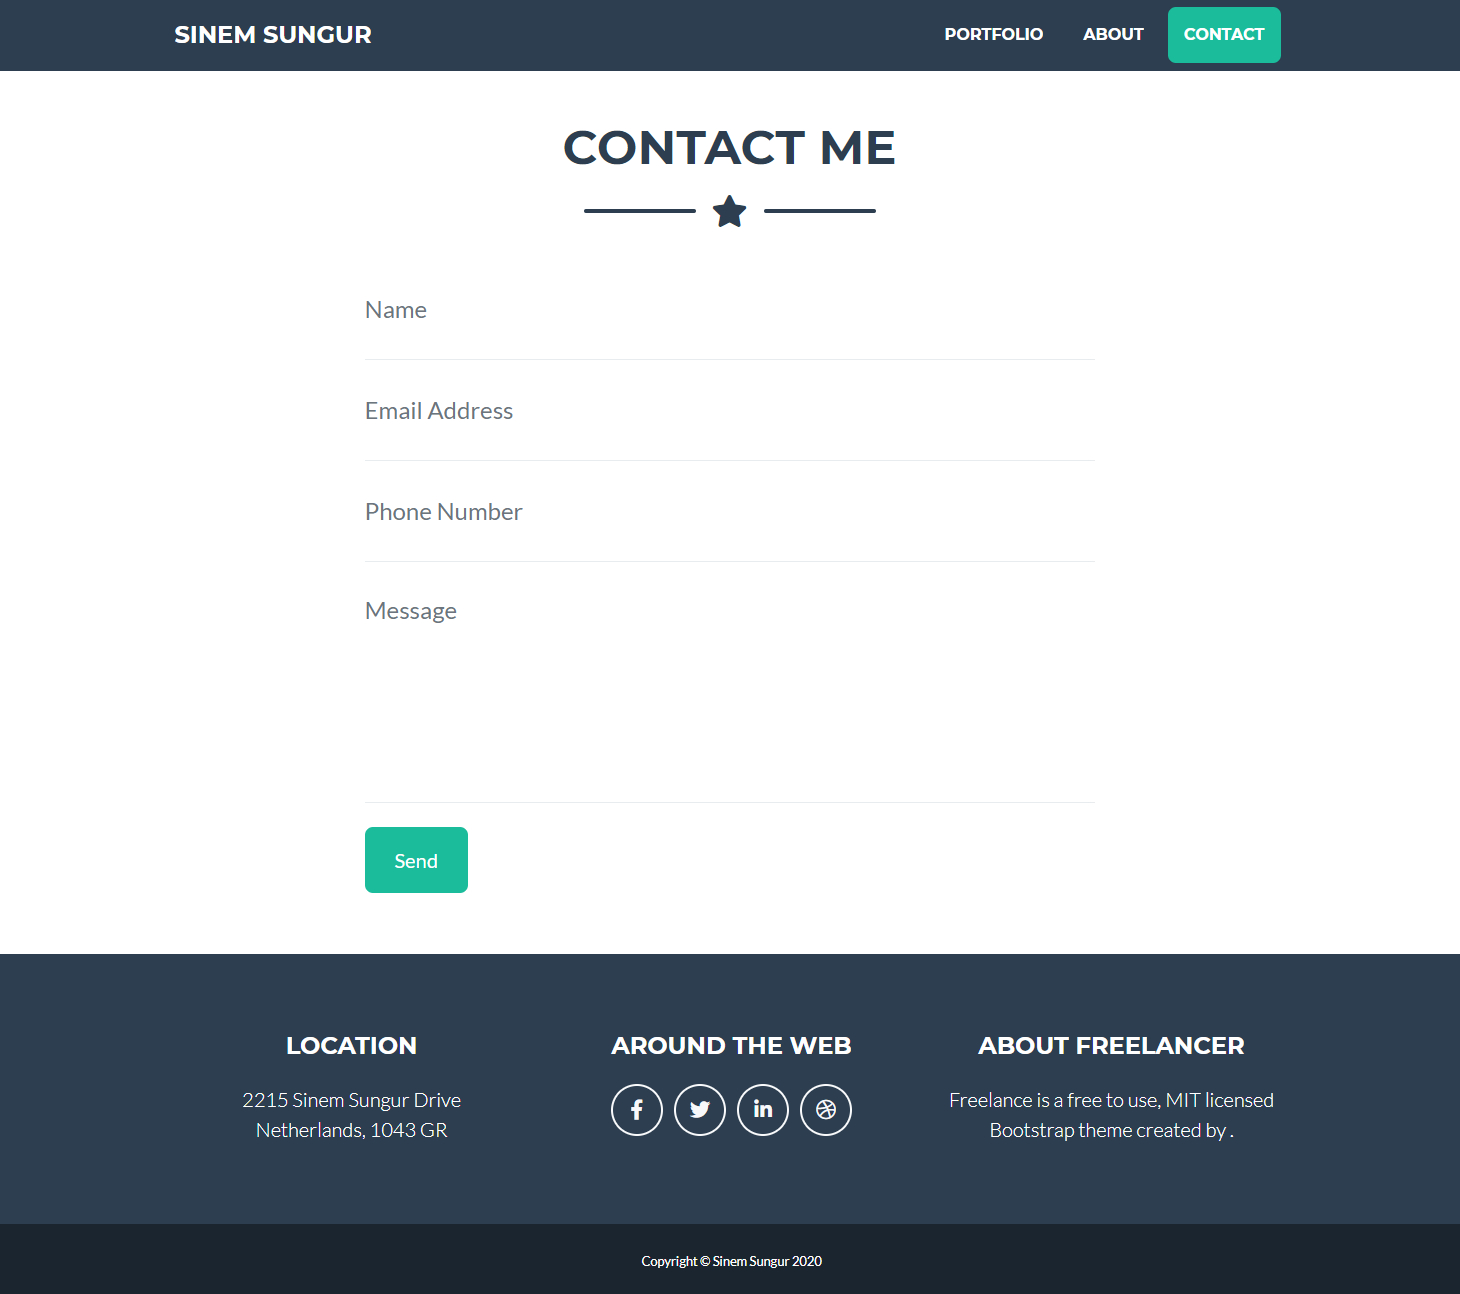 SINEM SUNGUR
PORTFOLIO
ABOUT
CONTACT
CONTACT ME
Name
Email Address
Phone Number
Message
Send
LOCATION
2215 Sinem Sungur Drive
Netherlands, 1043 GR
AROUND THE WEB
ABOUT FREELANCER
Freelance is a free to use, MIT licensed
Bootstrap theme created by .
Copyright © Sinem Sungur 2020